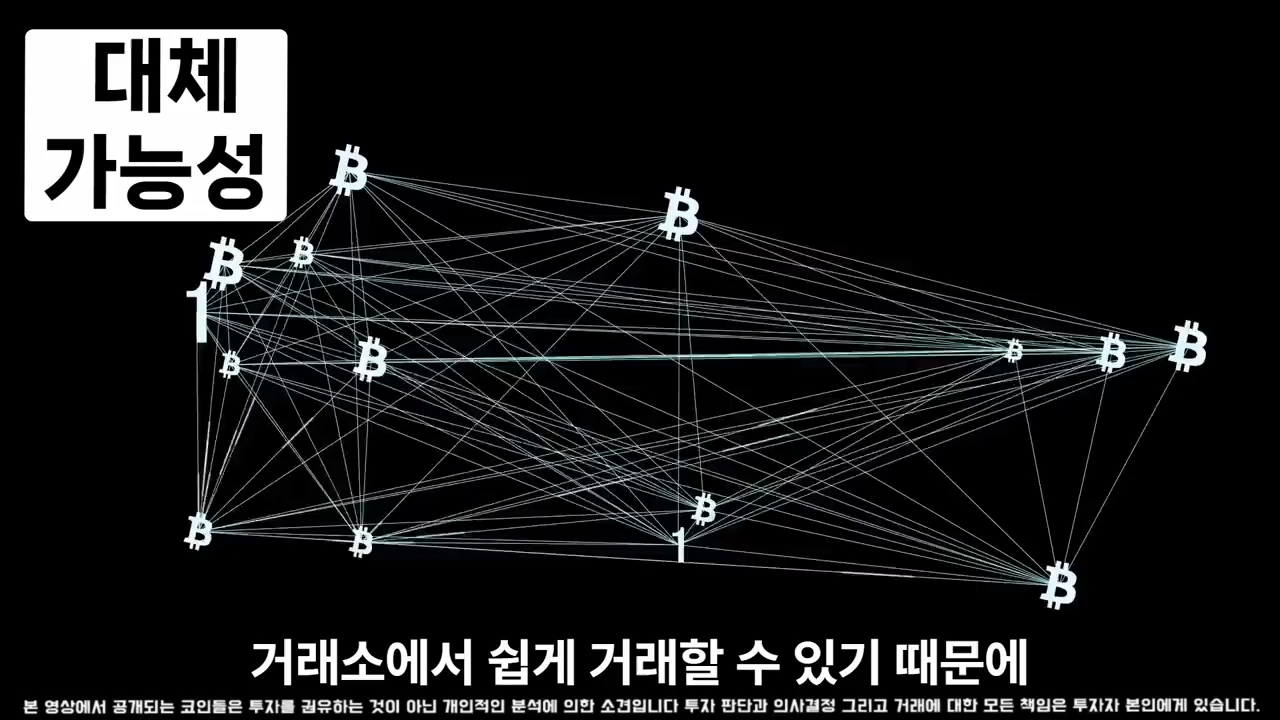 대체
가능성
거래소에서 쉽게 거래할 수 있기 때문에
본 영상에서 공개되는 코인들은 투자를 권유하는 것이 아닌 개인적인 분석에 의한 소견입니다 투자 판단과 의사결정 그리고 거래에 대한 모든 책임은 투자자 본인에게 있습니다.